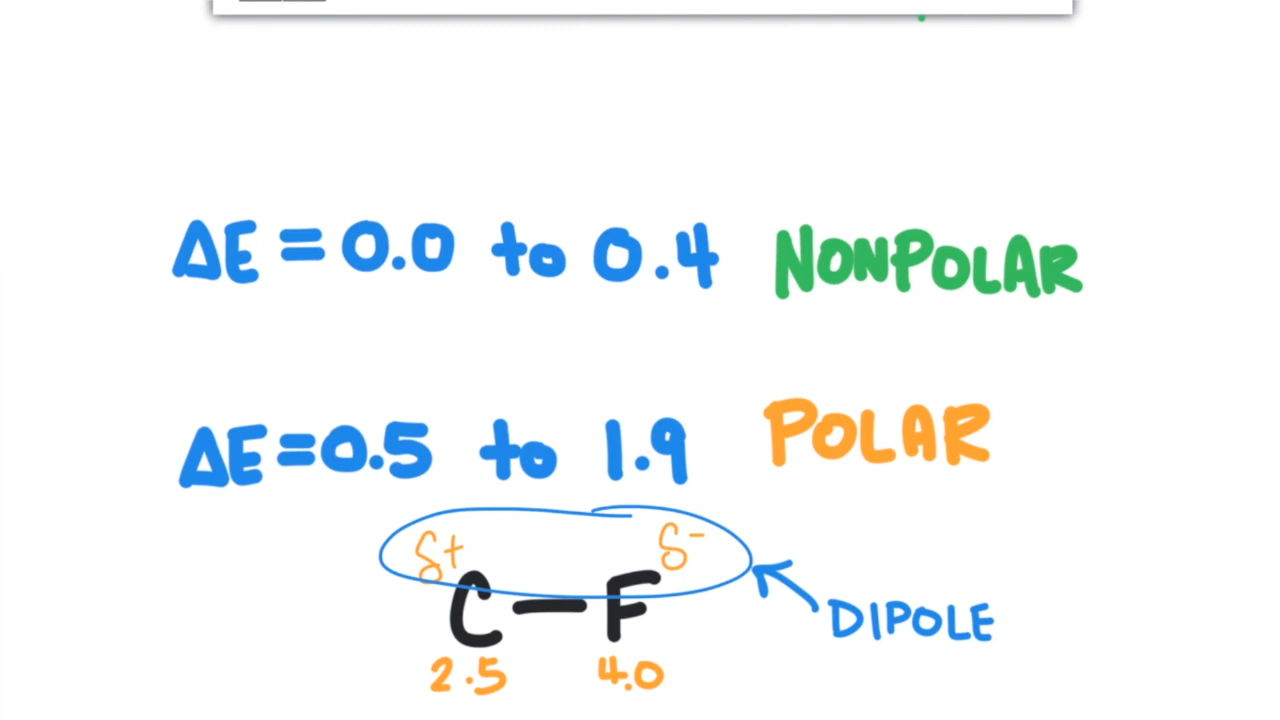 ΔE = 0.0 to 0.4 NONPOLAR
ΔE = 0.5 to 1.9 POLAR
δ+ δ-
C — F
DIPOLE
2.5 4.0